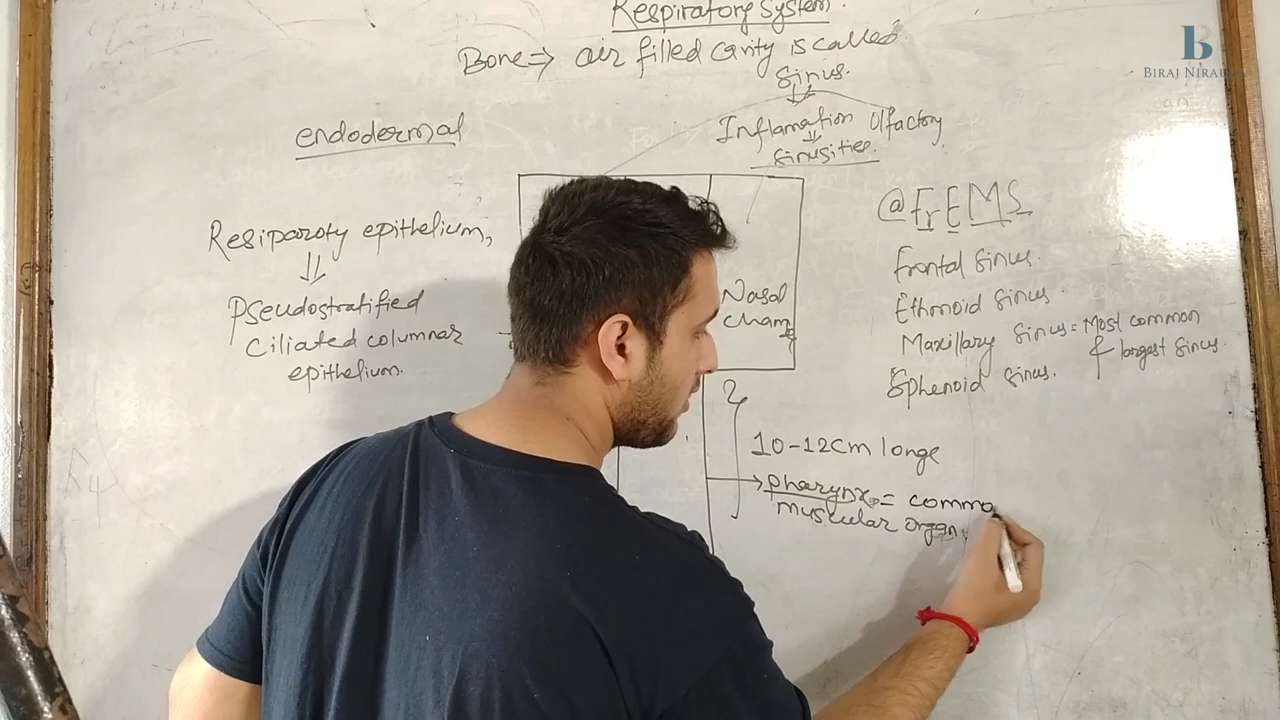 Respiratory System.
Bone ⇒ air filled cavity is called
sinus.
Inflamation Olfactory
sinusities.
endodermal
@ FrEMS
Resiparoty epithelium,
Pseudostratified
Ciliated columnar
epithelium.
Nasal
Cham
Frontal sinus.
Ethmoid sinus.
Maxillary sinus = Most common
& largest sinus.
Sphenoid sinus.
10-12cm longe
pharynx = commo
muscular organ
b
BIRAJ NIRAULA